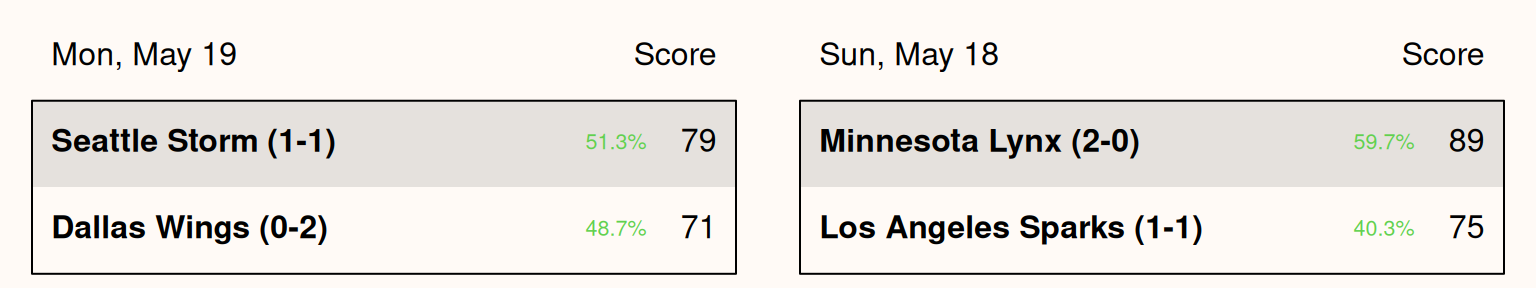 Mon, May 19 Score
Seattle Storm (1-1) 51.3% 79
Dallas Wings (0-2) 48.7% 71
Sun, May 18 Score
Minnesota Lynx (2-0) 59.7% 89
Los Angeles Sparks (1-1) 40.3% 75